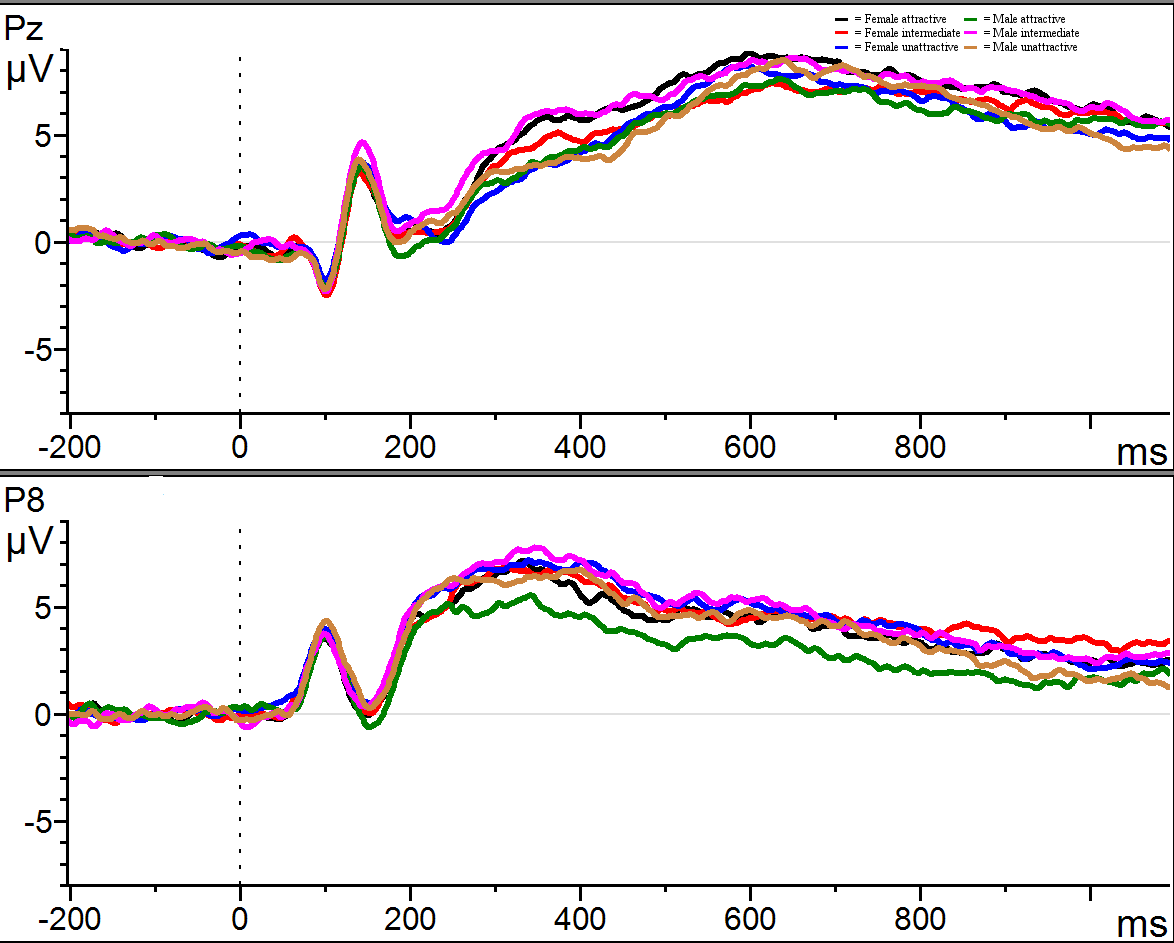 Pz
= Female attractive = Male attractive
= Female intermediate = Male intermediate
= Female unattractive = Male unattractive
µV
5
0
-5
-200 0 200 400 600 800 ms
P8
µV
5
0
-5
-200 0 200 400 600 800 ms